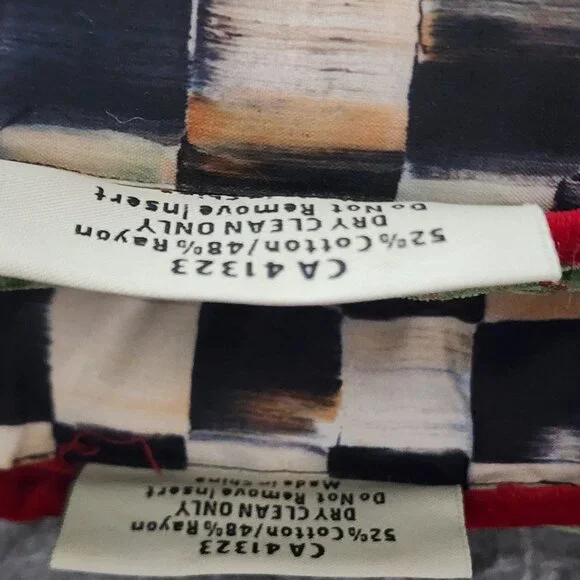 CA 41323
52% Cotton/48% Rayon
DRY CLEAN ONLY
Do Not Remove Insert
CA 41323
52% Cotton/48% Rayon
DRY CLEAN ONLY
Do Not Remove Insert
Made in China